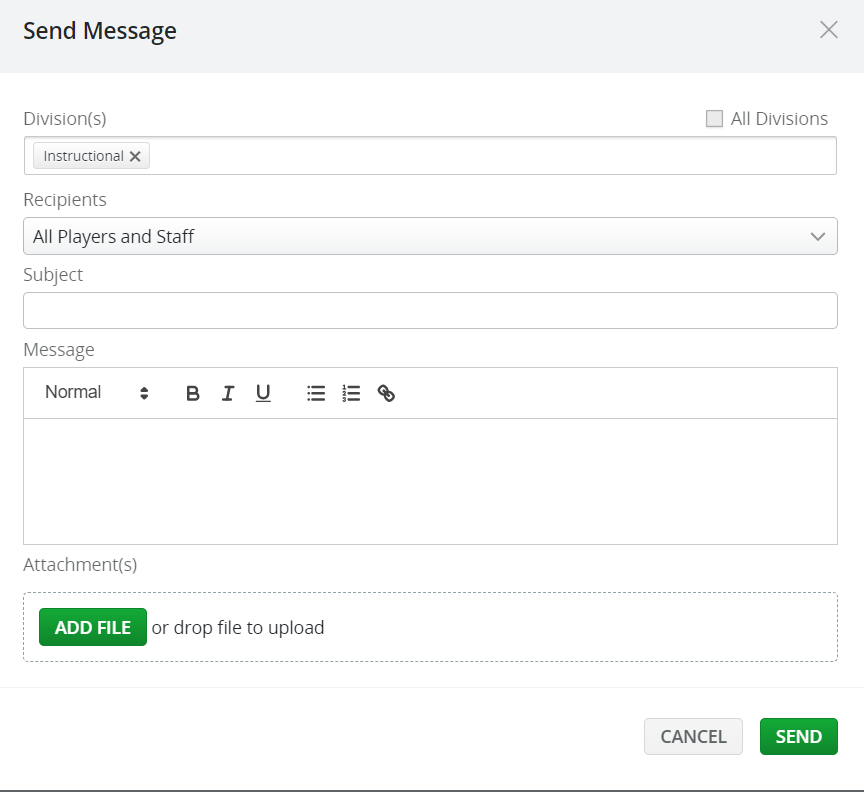 Send Message
Division(s)
All Divisions
Instructional
Recipients
All Players and Staff
Subject
Message
Normal
B I U
Attachment(s)
ADD FILE or drop file to upload
CANCEL SEND